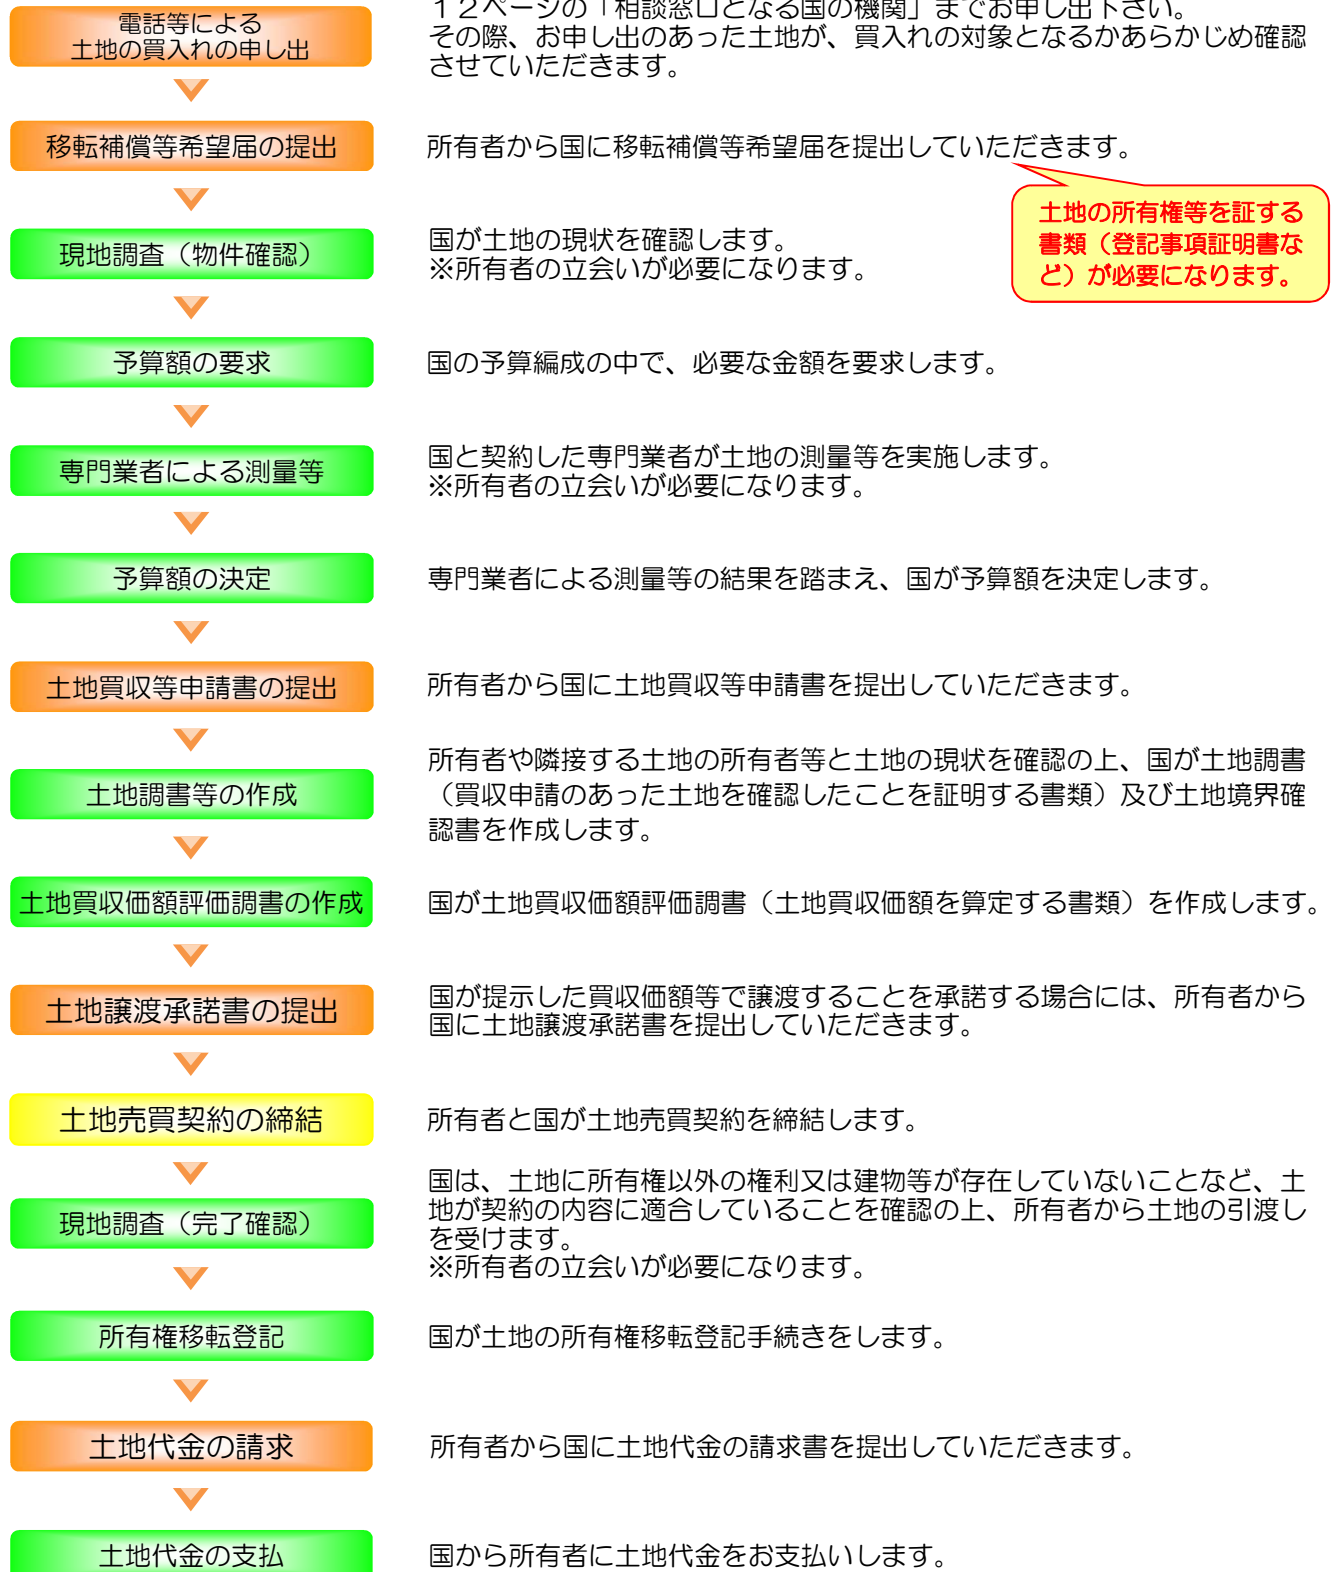 電話等による
土地の買入れの申し出
12ページの「相談窓口となる国の機関」までお申し出下さい。
その際、お申し出のあった土地が、買入れの対象となるかあらかじめ確認
させていただきます。
移転補償等希望届の提出
所有者から国に移転補償等希望届を提出していただきます。
土地の所有権等を証する
書類（登記事項証明書な
ど）が必要になります。
現地調査（物件確認）
国が土地の現状を確認します。
※所有者の立会いが必要になります。
予算額の要求
国の予算編成の中で、必要な金額を要求します。
専門業者による測量等
国と契約した専門業者が土地の測量等を実施します。
※所有者の立会いが必要になります。
予算額の決定
専門業者による測量等の結果を踏まえ、国が予算額を決定します。
土地買収等申請書の提出
所有者から国に土地買収等申請書を提出していただきます。
土地調書等の作成
所有者や隣接する土地の所有者等と土地の現状を確認の上、国が土地調書
（買収申請のあった土地を確認したことを証明する書類）及び土地境界確
認書を作成します。
土地買収価額評価調書の作成
国が土地買収価額評価調書（土地買収価額を算定する書類）を作成します。
土地譲渡承諾書の提出
国が提示した買収価額等で譲渡することを承諾する場合には、所有者から
国に土地譲渡承諾書を提出していただきます。
土地売買契約の締結
所有者と国が土地売買契約を締結します。
現地調査（完了確認）
国は、土地に所有権以外の権利又は建物等が存在していないことなど、土
地が契約の内容に適合していることを確認の上、所有者から土地の引渡し
を受けます。
※所有者の立会いが必要になります。
所有権移転登記
国が土地の所有権移転登記手続きをします。
土地代金の請求
所有者から国に土地代金の請求書を提出していただきます。
土地代金の支払
国から所有者に土地代金をお支払いします。